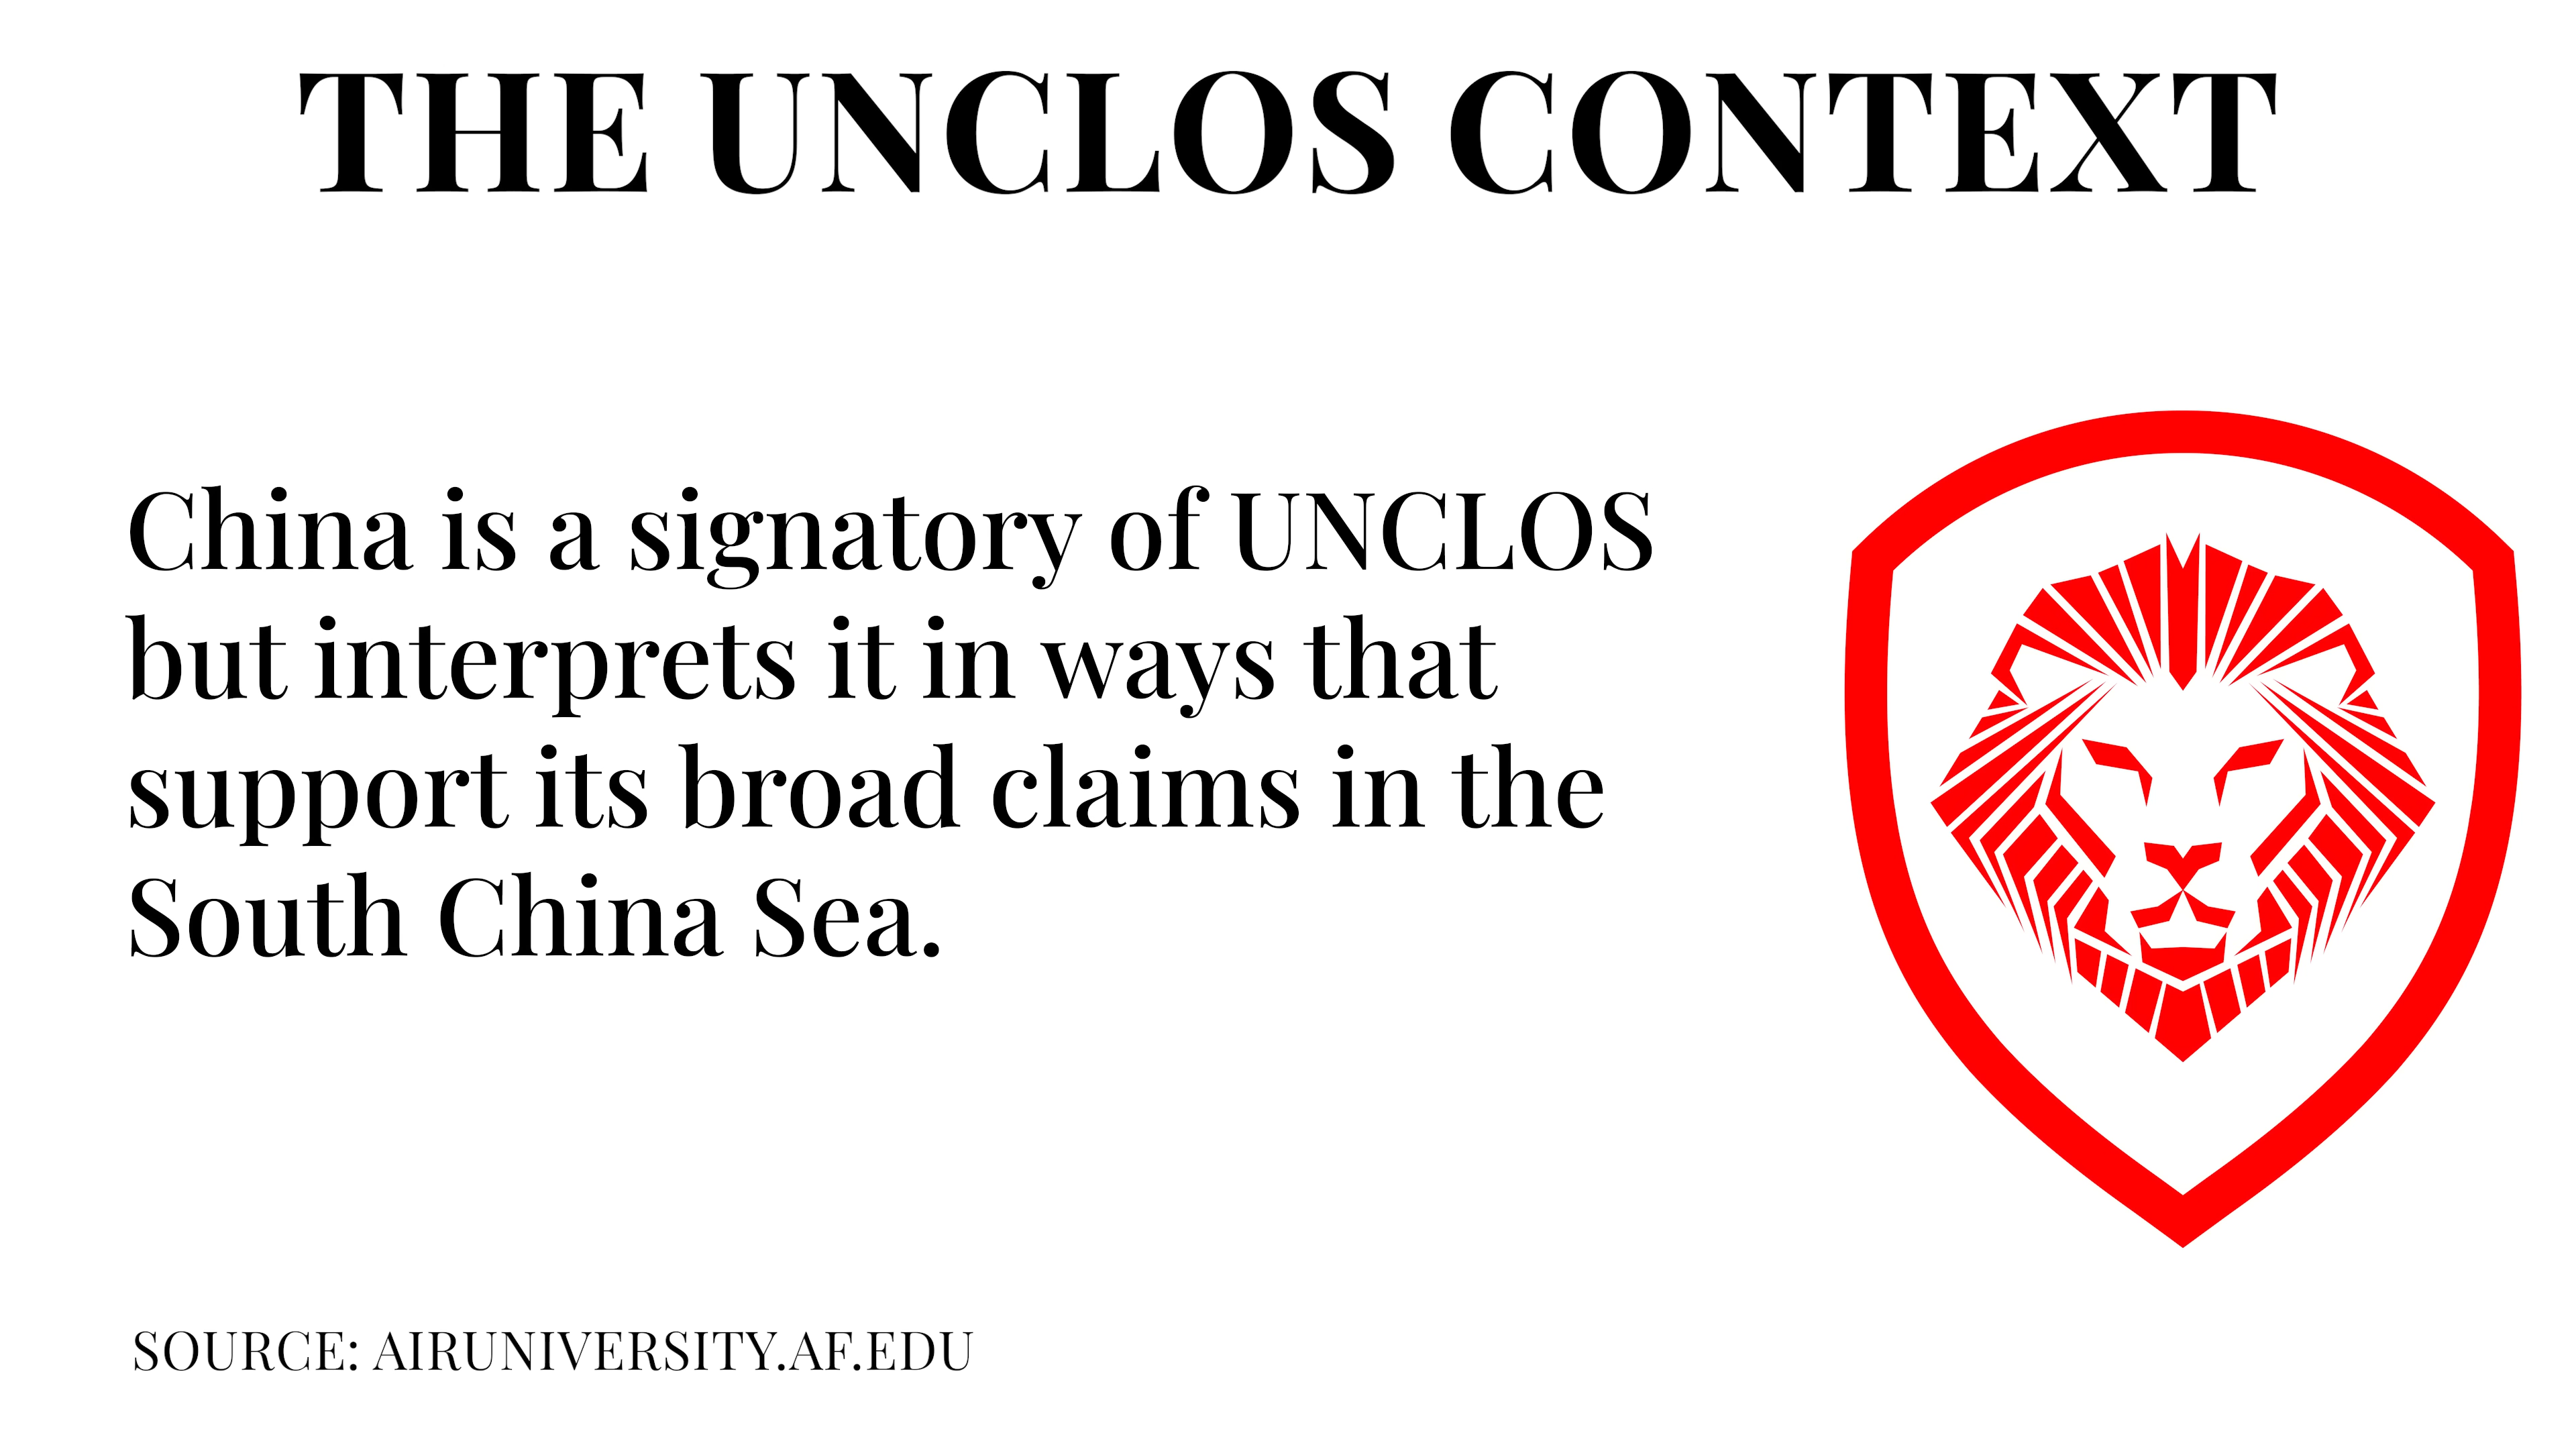 THE UNCLOS CONTEXT
China is a signatory of UNCLOS
but interprets it in ways that
support its broad claims in the
South China Sea.
SOURCE: AIRUNIVERSITY.AF.EDU